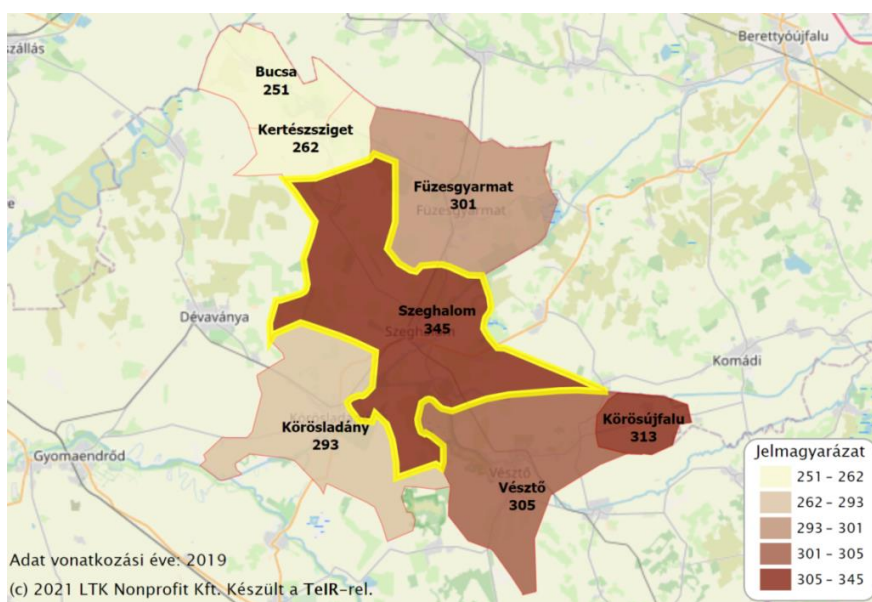 szállás
Berettyóújfalu
Bucsa
251
Kertészsziget
262
Füzesgyarmat
301
Füzesgyarmat
Szeghalom
345
Szeghalom
Dévaványa
Komádi
Körösladány
293
Körösújfalu
313
Gyomaendrőd
Vésztő
Vésztő
305
Jelmagyarázat
251 - 262
262 - 293
293 - 301
301 - 305
305 - 345
Adat vonatkozási éve: 2019
(c) 2021 LTK Nonprofit Kft. Készült a TeIR-rel.